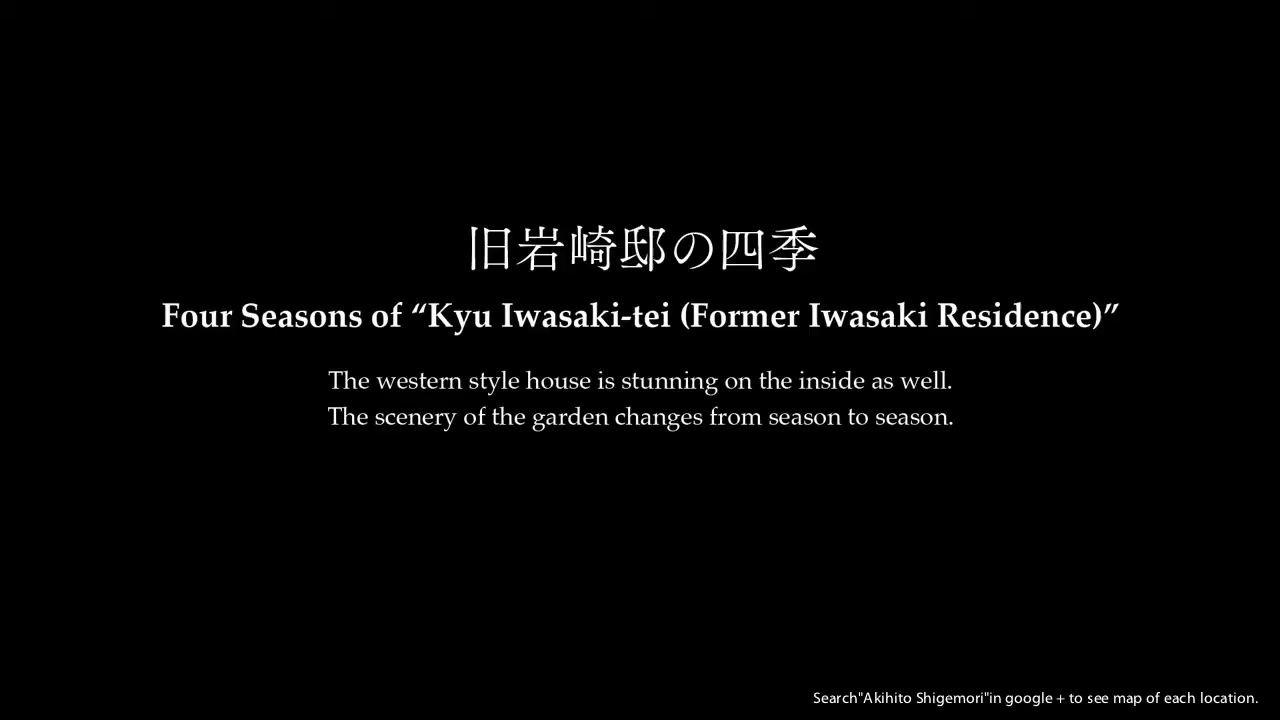 旧岩崎邸の四季
Four Seasons of “Kyu Iwasaki-tei (Former Iwasaki Residence)”
The western style house is stunning on the inside as well.
The scenery of the garden changes from season to season.
Search"Akihito Shigemori"in google + to see map of each location.